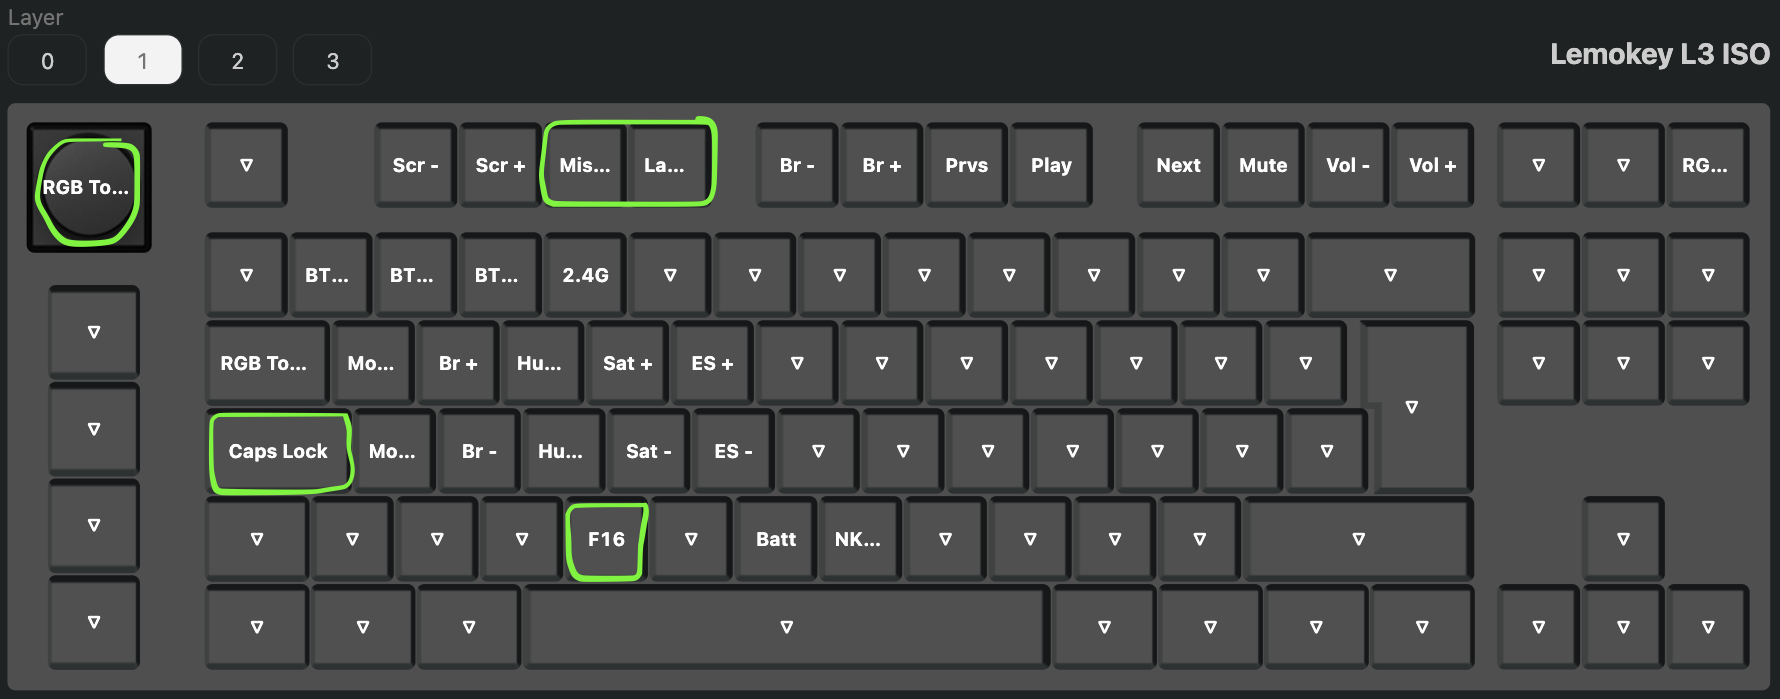 Layer
0 1 2 3
Lemokey L3 ISO
RGB To...
▽ Scr - Scr + Mis... La... Br - Br + Prvs Play Next Mute Vol - Vol + ▽ ▽ RG...
▽ BT... BT... BT... 2.4G ▽ ▽ ▽ ▽ ▽ ▽ ▽ ▽ ▽ ▽ ▽ ▽
▽
RGB To... Mo... Br + Hu... Sat + ES + ▽ ▽ ▽ ▽ ▽ ▽ ▽ ▽ ▽ ▽
▽
▽
Caps Lock Mo... Br - Hu... Sat - ES - ▽ ▽ ▽ ▽ ▽ ▽ ▽
▽
▽ ▽ ▽ ▽ F16 ▽ Batt NK... ▽ ▽ ▽ ▽ ▽ ▽
▽
▽ ▽ ▽ ▽ ▽ ▽ ▽ ▽ ▽ ▽ ▽